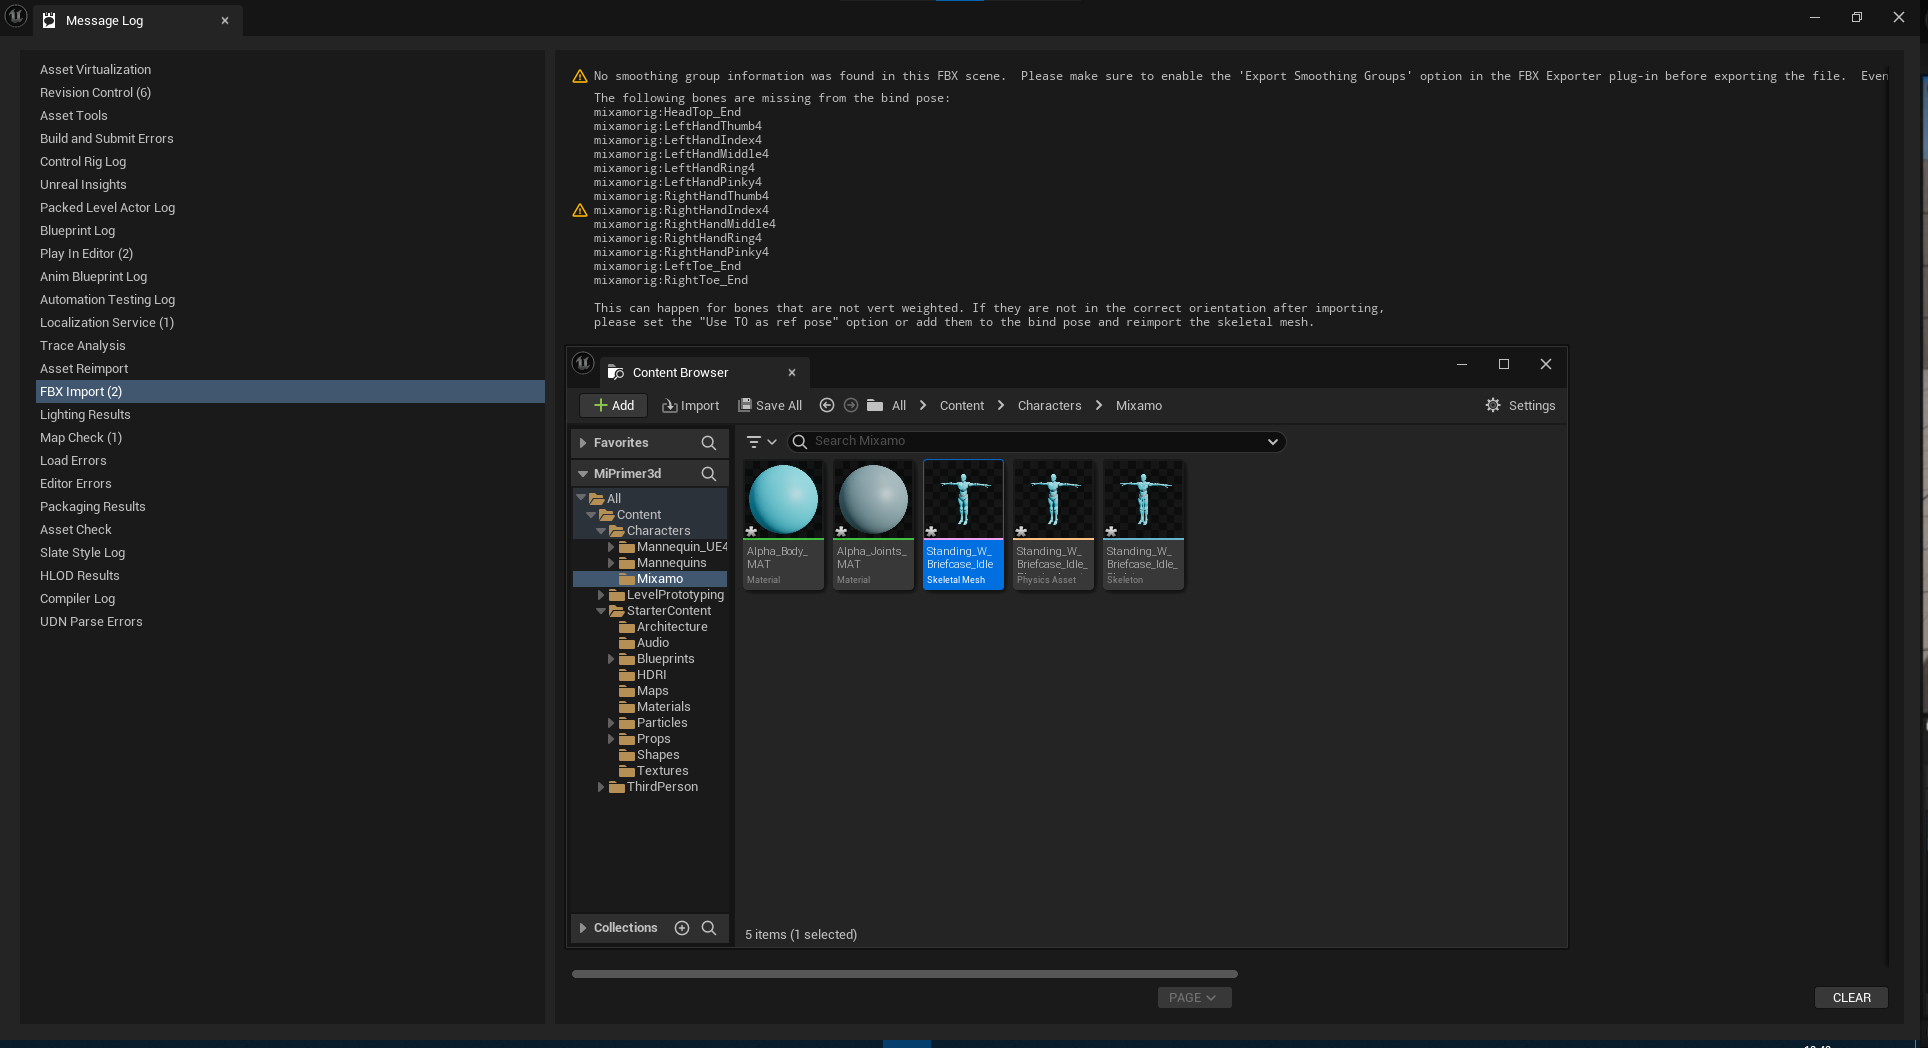 Message Log
Asset Virtualization
Revision Control (6)
Asset Tools
Build and Submit Errors
Control Rig Log
Unreal Insights
Packed Level Actor Log
Blueprint Log
Play In Editor (2)
Anim Blueprint Log
Automation Testing Log
Localization Service (1)
Trace Analysis
Asset Reimport
FBX Import (2)
Lighting Results
Map Check (1)
Load Errors
Editor Errors
Packaging Results
Asset Check
Slate Style Log
HLOD Results
Compiler Log
UDN Parse Errors
No smoothing group information was found in this FBX scene.  Please make sure to enable the 'Export Smoothing Groups' option in the FBX Exporter plug-in before exporting the file.  Even
The following bones are missing from the bind pose:
mixamorig:HeadTop_End
mixamorig:LeftHandThumb4
mixamorig:LeftHandIndex4
mixamorig:LeftHandMiddle4
mixamorig:LeftHandRing4
mixamorig:LeftHandPinky4
mixamorig:RightHandThumb4
mixamorig:RightHandIndex4
mixamorig:RightHandMiddle4
mixamorig:RightHandRing4
mixamorig:RightHandPinky4
mixamorig:LeftToe_End
mixamorig:RightToe_End
This can happen for bones that are not vert weighted. If they are not in the correct orientation after importing,
please set the "Use T0 as ref pose" option or add them to the bind pose and reimport the skeletal mesh.
Content Browser
Add Import Save All All Content Characters Mixamo Settings
Favorites
Search Mixamo
MiPrimer3d
All
Content
Characters
Mannequin_UE4
Mannequins
Mixamo
LevelPrototyping
StarterContent
Architecture
Audio
Blueprints
HDRI
Maps
Materials
Particles
Props
Shapes
Textures
ThirdPerson
Collections
Alpha_Body_
MAT
Material
Alpha_Joints_
MAT
Material
Standing_W_
Briefcase_Idle
Skeletal Mesh
Standing_W_
Briefcase_Idle_
Physics Asset
Standing_W_
Briefcase_Idle_
Skeleton
5 items (1 selected)
PAGE
CLEAR